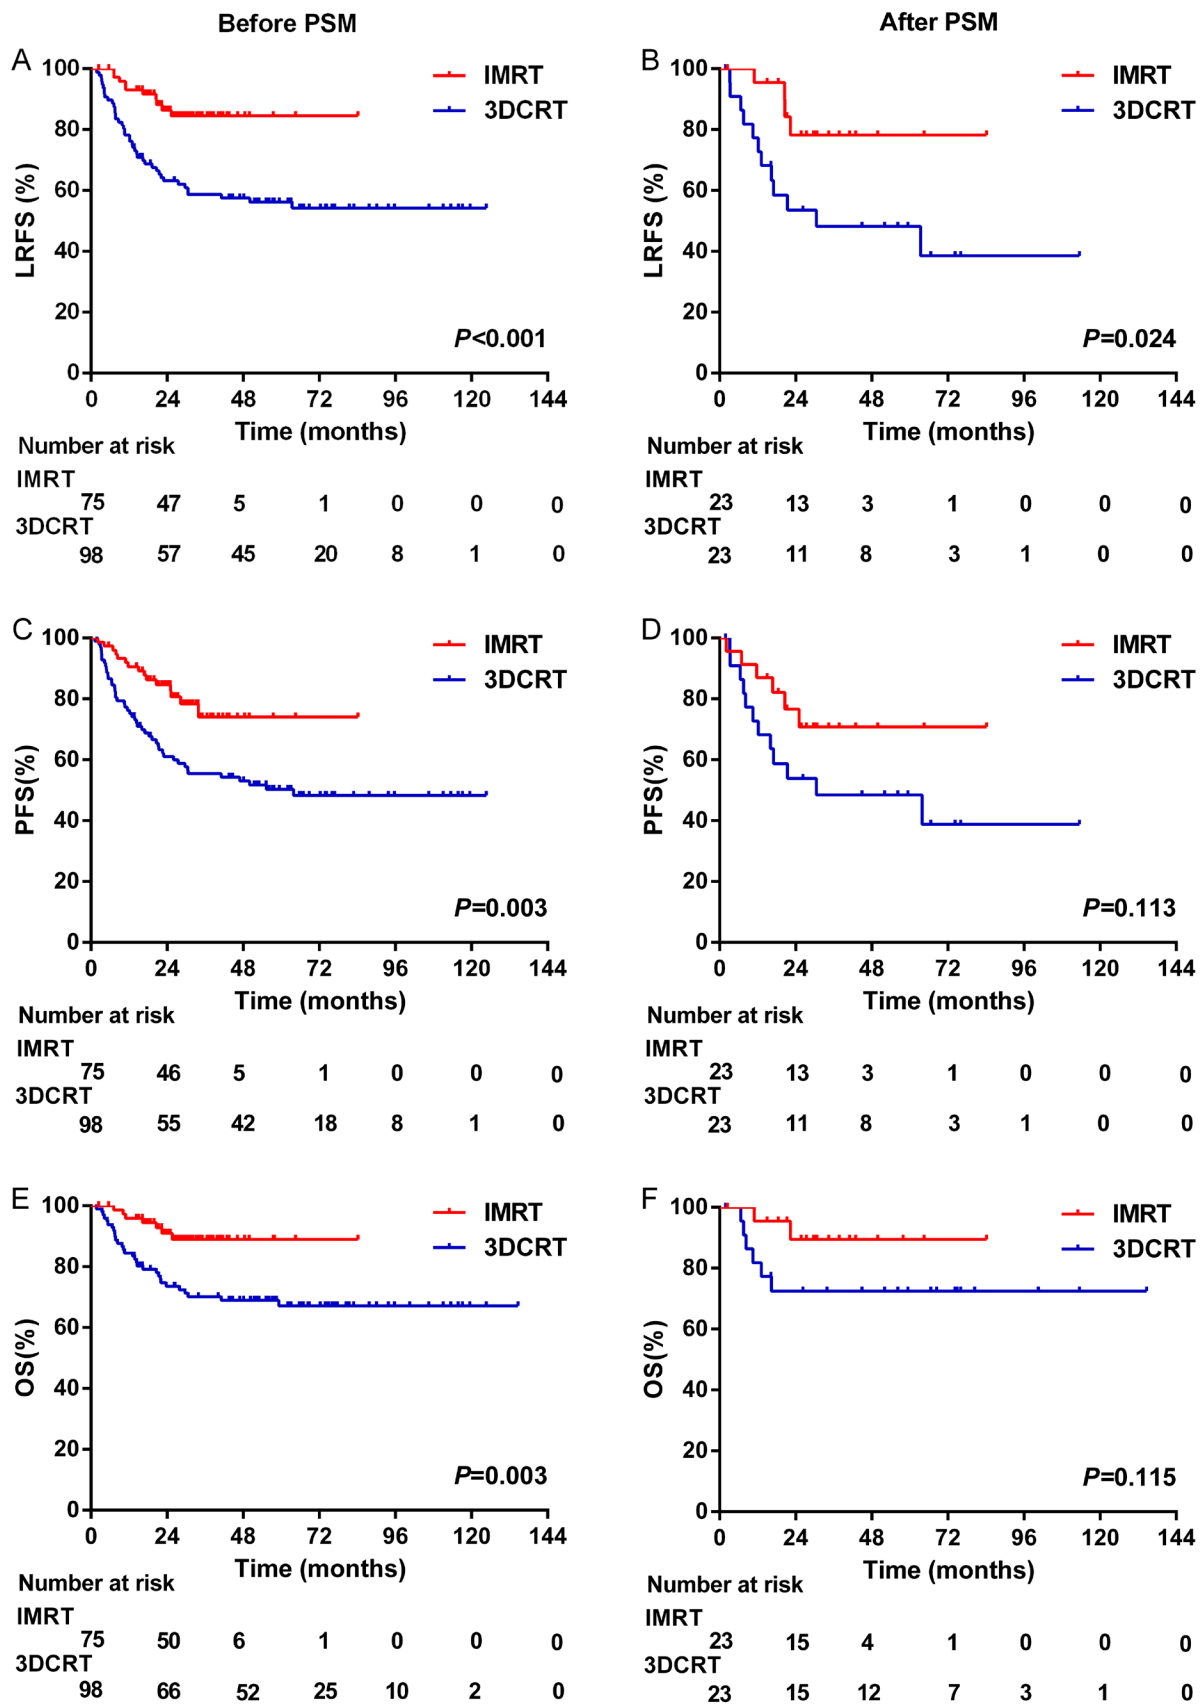 Before PSM
After PSM
A
100
80
60
40
20
0
LRFS (%)
IMRT
3DCRT
P<0.001
0 24 48 72 96 120 144
Time (months)
Number at risk
IMRT
75 47 5 1 0 0 0
3DCRT
98 57 45 20 8 1 0
B
100
80
60
40
20
0
LRFS (%)
IMRT
3DCRT
P=0.024
0 24 48 72 96 120 144
Time (months)
Number at risk
IMRT
23 13 3 1 0 0 0
3DCRT
23 11 8 3 1 0 0
C
100
80
60
40
20
0
PFS(%)
IMRT
3DCRT
P=0.003
0 24 48 72 96 120 144
Time (months)
Number at risk
IMRT
75 46 5 1 0 0 0
3DCRT
98 55 42 18 8 1 0
D
100
80
60
40
20
0
PFS(%)
IMRT
3DCRT
P=0.113
0 24 48 72 96 120 144
Time (months)
Number at risk
IMRT
23 13 3 1 0 0 0
3DCRT
23 11 8 3 1 0 0
E
100
80
60
40
20
0
OS(%)
IMRT
3DCRT
P=0.003
0 24 48 72 96 120 144
Time (months)
Number at risk
IMRT
75 50 6 1 0 0 0
3DCRT
98 66 52 25 10 2 0
F
100
80
60
40
20
0
OS(%)
IMRT
3DCRT
P=0.115
0 24 48 72 96 120 144
Time (months)
Number at risk
IMRT
23 15 4 1 0 0 0
3DCRT
23 15 12 7 3 1 0